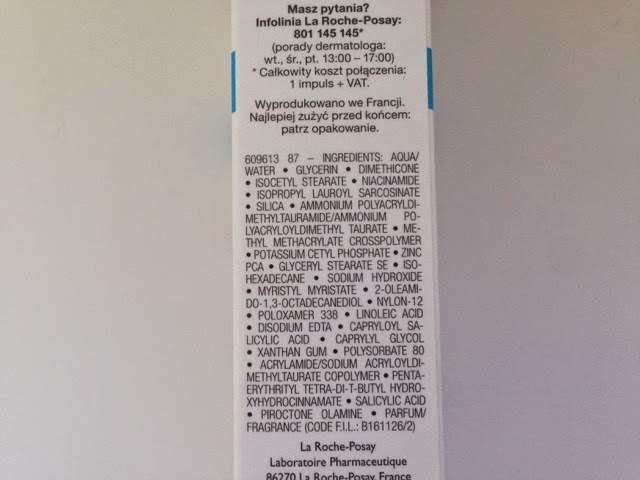 Masz pytania?
Infolinia La Roche-Posay:
801 145 145*
(porady dermatologa:
wt., śr., pt. 13:00 – 17:00)
* Całkowity koszt połączenia:
1 impuls + VAT.
Wyprodukowano we Francji.
Najlepiej zużyć przed końcem:
patrz opakowanie.
609613 87 – INGREDIENTS: AQUA/
WATER • GLYCERIN • DIMETHICONE
• ISOCETYL STEARATE • NIACINAMIDE
• ISOPROPYL LAUROYL SARCOSINATE
• SILICA • AMMONIUM POLYACRYLDI-
METHYLTAURAMIDE/AMMONIUM PO-
LYACRYLOYLDIMETHYL TAURATE • ME-
THYL METHACRYLATE CROSSPOLYMER
• POTASSIUM CETYL PHOSPHATE • ZINC
PCA • GLYCERYL STEARATE SE • ISO-
HEXADECANE • SODIUM HYDROXIDE
• MYRISTYL MYRISTATE • 2-OLEAMI-
DO-1,3-OCTADECANEDIOL • NYLON-12
• POLOXAMER 338 • LINOLEIC ACID
• DISODIUM EDTA • CAPRYLOYL SA-
LICYLIC ACID • CAPRYLYL GLYCOL
• XANTHAN GUM • POLYSORBATE 80
• ACRYLAMIDE/SODIUM ACRYLOYLDI-
METHYLTAURATE COPOLYMER • PENTA-
ERYTHRITYL TETRA-DI-T-BUTYL HYDRO-
XYHYDROCINNAMATE • SALICYLIC ACID
• PIROCTONE OLAMINE • PARFUM/
FRAGRANCE (CODE F.I.L.: B161126/2)
La Roche-Posay
Laboratoire Pharmaceutique
86270 La Roche-Posay, France